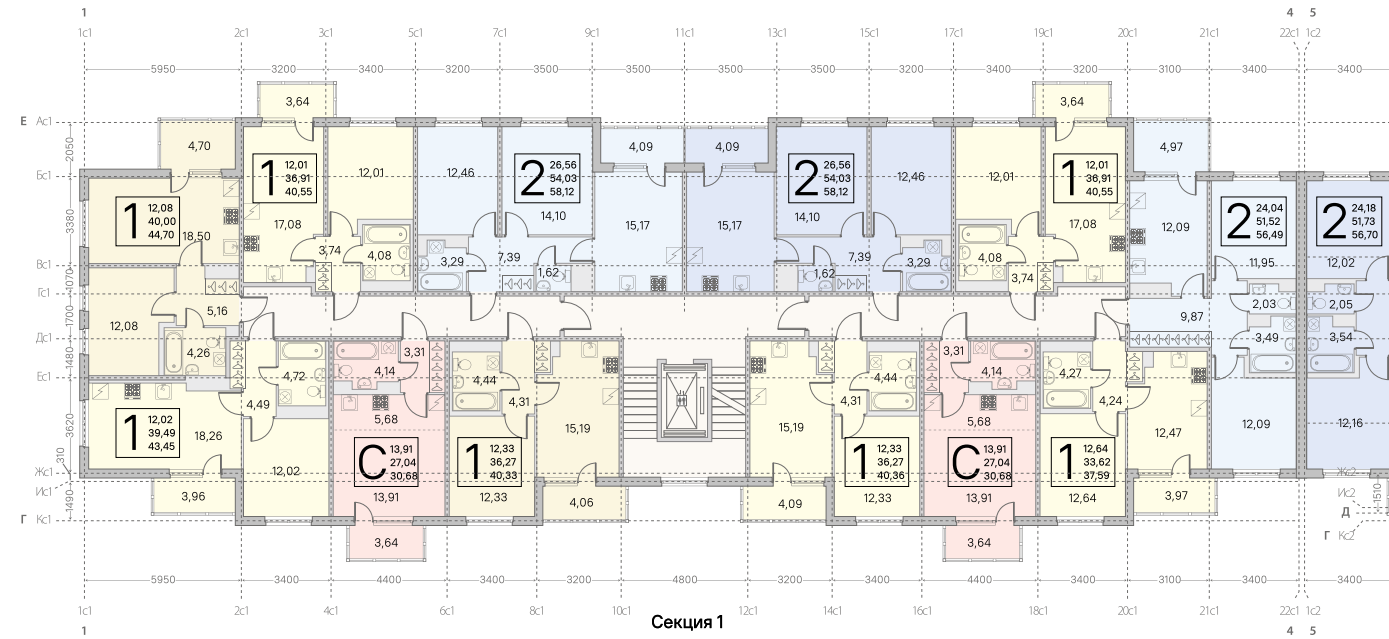 1 4 5
1с1 2с1 3с1 5с1 7с1 9с1 11с1 13с1 15с1 17с1 19с1 20с1 21с1 22с1 1с2
5950 3200 3400 3200 3500 3500 3500 3500 3200 3400 3200 3100 3400 3400
3,64 3,64
Е Ас1
2050
4,70 4,09 4,09 4,97
Бс1
1 12,01 36,91 40,55
12,01
12,46
2 26,56 54,03 58,12
2 26,56 54,03 58,12
12,46
12,01
1 12,01 36,91 40,55
1 12,08 40,00 44,70
2 24,04 51,52 56,49
2 24,18 51,73 56,70
3380
18,50 17,08 14,10 15,17 15,17 14,10 17,08 12,09
3,74 4,08 3,29 7,39 1,62 1,62 7,39 3,29 4,08 3,74 11,95 12,02
Вс1
1070
Гс1
5,16 9,87 2,03 2,05
1700
12,08
Дс1
4,26 3,49 3,54
1480
3,31 3,31
4,72 4,14 4,44 4,44 4,14 4,27
Ес1
4,49 4,31 4,31 4,24
1 12,02 39,49 43,45
18,26
5,68 15,19 15,19 5,68 12,47 12,09 12,16
3620
310
С 13,91 27,04 30,68
1 12,33 36,27 40,33
1 12,33 36,27 40,36
С 13,91 27,04 30,68
1 12,64 33,62 37,59
12,02
Жс1 Жс2
Ис1 Ис2
1490 1510
3,96 13,91 12,33 4,06 4,09 12,33 13,91 12,64 3,97
Д
Г Кс1
Г Кс2
3,64 3,64
5950 3400 4400 3400 3200 4800 3200 3400 4400 3400 3100 3400 3400
1с1 2с1 4с1 6с1 8с1 10с1 12с1 14с1 16с1 18с1 20с1 21с1 22с1 1с2
Секция 1
1 4 5